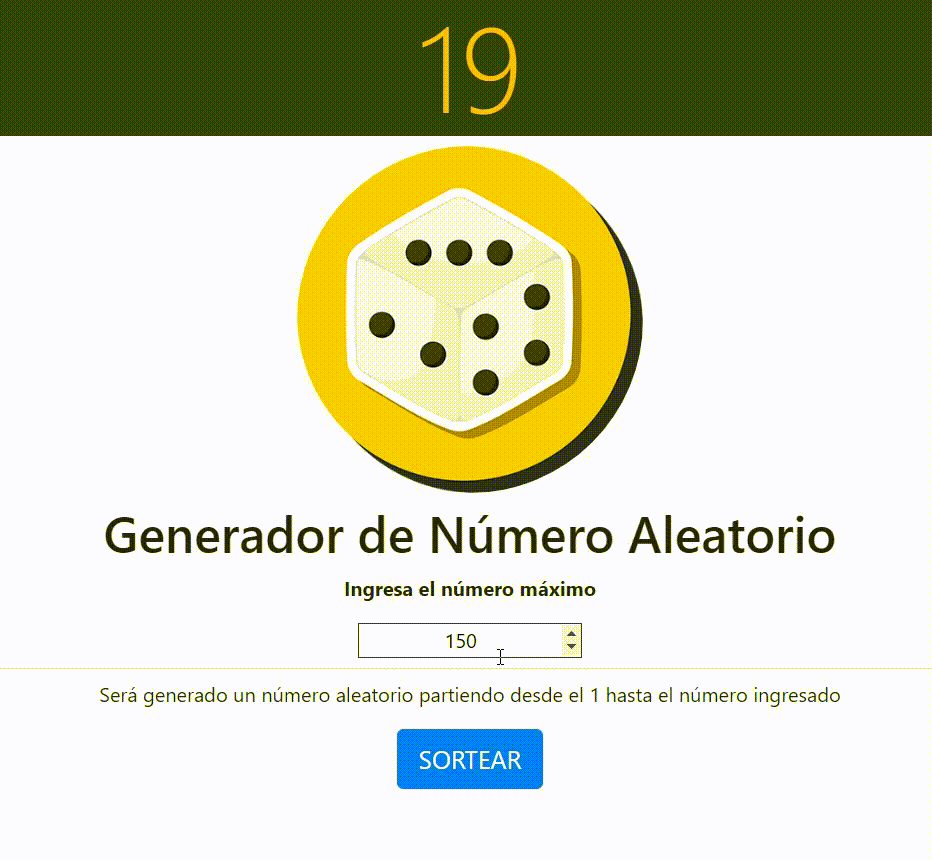 19
Generador de Número Aleatorio
Ingresa el número máximo
150
Será generado un número aleatorio partiendo desde el 1 hasta el número ingresado
SORTEAR